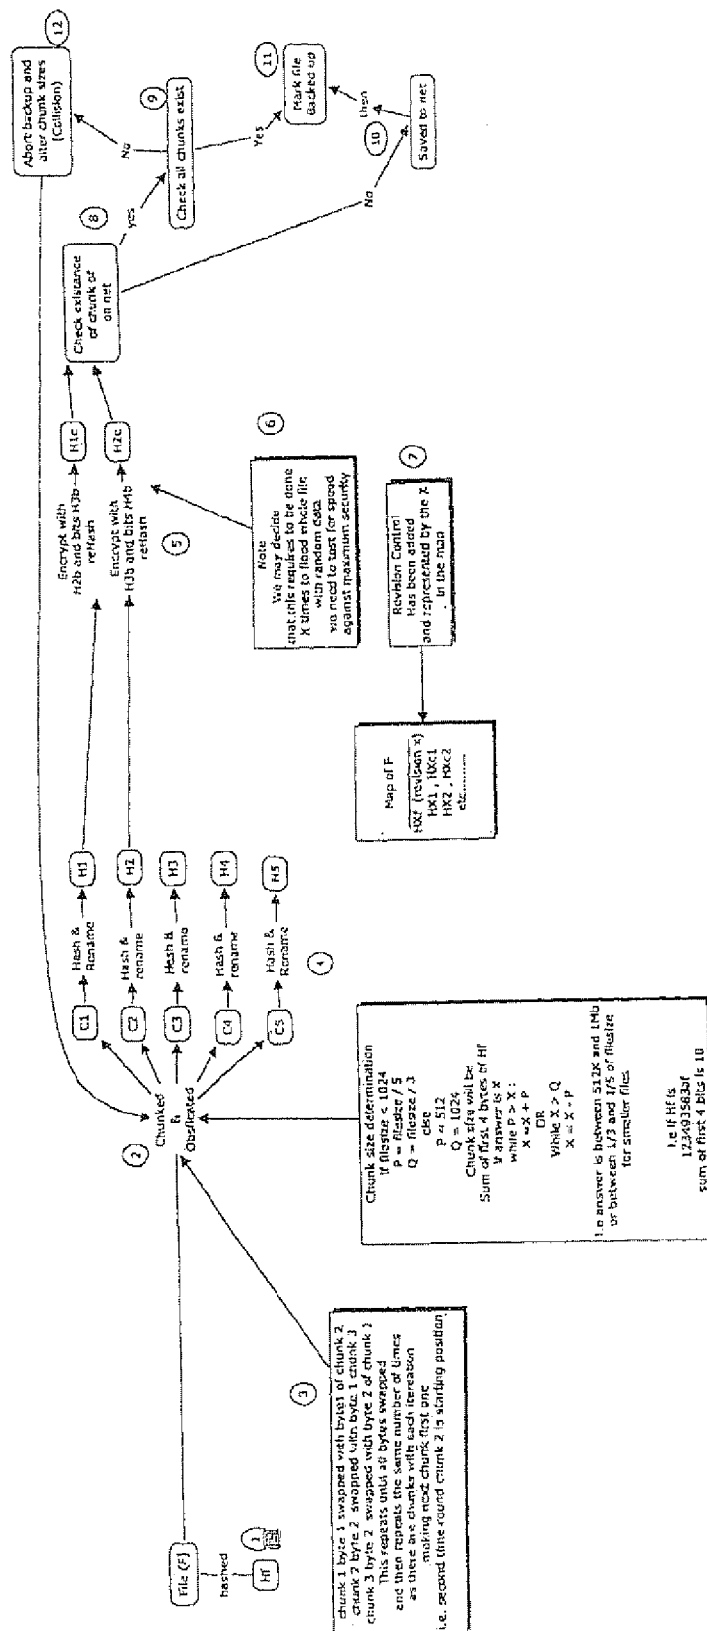 File (F)
hashed
Hf
1
chunk 1 byte 1 swapped with byte1 of chunk 2
chunk 2 byte 2 swapped with byte 1 chunk 3
chunk 3 byte 2 swapped with byte 2 of chunk 1
This repeats until all bytes swapped
and then repeats the same number of times
as there are chunks with each itereation
making next chunk first one
i.e. second time round chunk 2 is starting position
3
2
Chunked
&
Obsficated
Chunk size determination
If filesize < 1024
P = filesize / 5
Q = filesize / 3
else
P = 512
Q = 1024
Chunk size will be
Sum of first 4 bytes of Hf
If answer is X
while P > X :
X = X + P
OR
While X > Q
X = X - P
i.e answer is between 512K and 1Mb
or between 1/3 and 1/5 of filesize
for smaller files
i.e If Hf is
sum of first 4 bits is 10
C1
Hash &
Rename
H1
C2
Hash &
rename
H2
C3
Hash &
rename
H3
C4
Hash &
rename
H4
C5
Hash &
Rename
H5
4
Map of F
HXf (revision x)
HX1 , HXc1
HX2 , HXc2
etc.........
Revision Control
Has been added
and represented by the X
in the map
7
Encrypt with
H2b and bits H3b
reHash
H1c
Encrypt with
H3b and bits H4b
reHash
H2c
5
Note
We may decide
that this requires to be done
X times to flood whole file
with random data
we need to test for speed
against maximum security
6
Check existance
of chunk of
on net
8
yes
Check all chunks exist
9
No
Abort backup and
alter chunk sizes
(Collision)
12
Yes
Mark file
Backed up
11
No
Saved to net
then
10